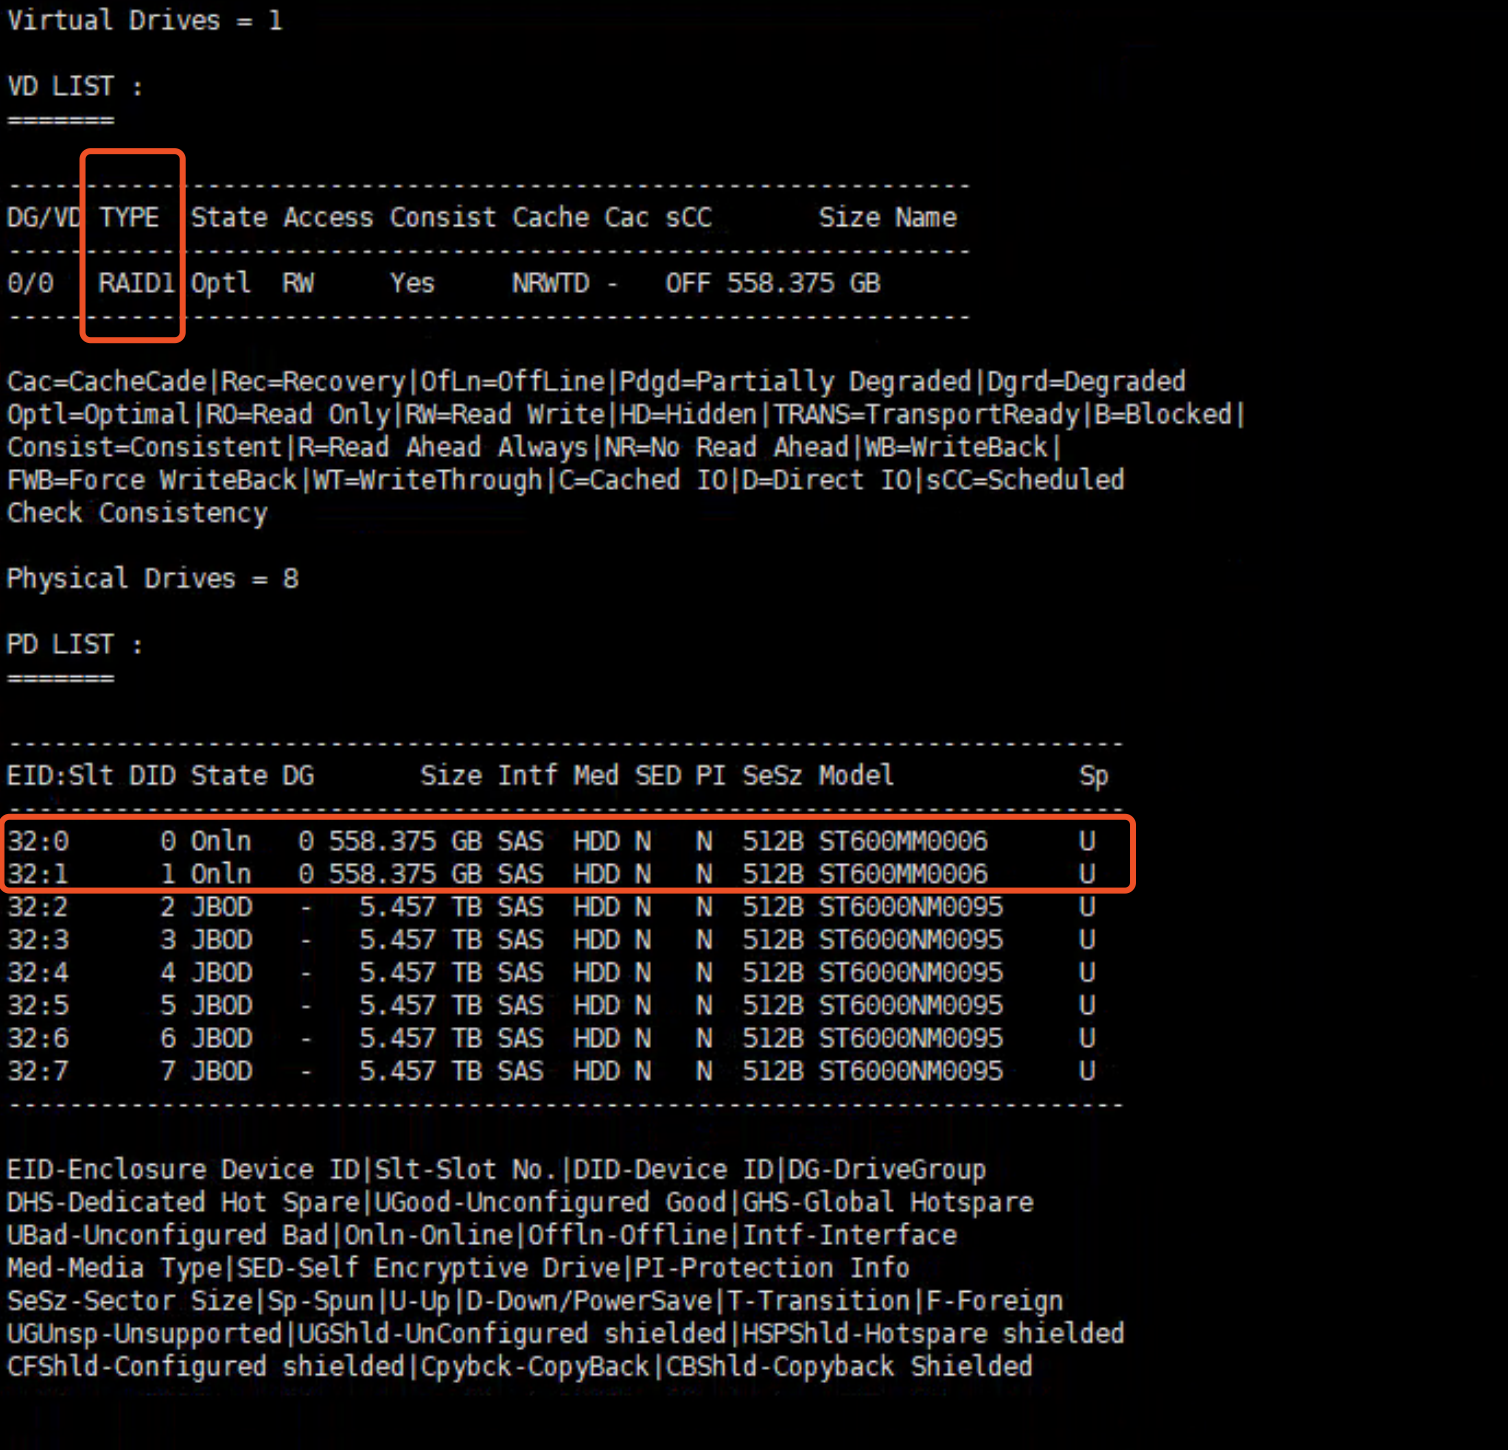 Virtual Drives = 1
VD LIST :
=======
---------------------------------------------------------------
DG/VD TYPE  State Access Consist Cache Cac sCC       Size Name
---------------------------------------------------------------
0/0   RAID1 Optl  RW     Yes     NRWTD -   OFF 558.375 GB
---------------------------------------------------------------
Cac=CacheCade|Rec=Recovery|OfLn=OffLine|Pdgd=Partially Degraded|Dgrd=Degraded
Optl=Optimal|RO=Read Only|RW=Read Write|HD=Hidden|TRANS=TransportReady|B=Blocked|
Consist=Consistent|R=Read Ahead Always|NR=No Read Ahead|WB=WriteBack|
FWB=Force WriteBack|WT=WriteThrough|C=Cached IO|D=Direct IO|sCC=Scheduled
Check Consistency
Physical Drives = 8
PD LIST :
=======
-------------------------------------------------------------------------
EID:Slt DID State DG       Size Intf Med SED PI SeSz Model            Sp
-------------------------------------------------------------------------
32:0      0 Onln   0 558.375 GB SAS  HDD N   N  512B ST600MM0006      U
32:1      1 Onln   0 558.375 GB SAS  HDD N   N  512B ST600MM0006      U
32:2      2 JBOD   -   5.457 TB SAS  HDD N   N  512B ST6000NM0095     U
32:3      3 JBOD   -   5.457 TB SAS  HDD N   N  512B ST6000NM0095     U
32:4      4 JBOD   -   5.457 TB SAS  HDD N   N  512B ST6000NM0095     U
32:5      5 JBOD   -   5.457 TB SAS  HDD N   N  512B ST6000NM0095     U
32:6      6 JBOD   -   5.457 TB SAS  HDD N   N  512B ST6000NM0095     U
32:7      7 JBOD   -   5.457 TB SAS  HDD N   N  512B ST6000NM0095     U
-------------------------------------------------------------------------
EID-Enclosure Device ID|Slt-Slot No.|DID-Device ID|DG-DriveGroup
DHS-Dedicated Hot Spare|UGood-Unconfigured Good|GHS-Global Hotspare
UBad-Unconfigured Bad|Onln-Online|Offln-Offline|Intf-Interface
Med-Media Type|SED-Self Encryptive Drive|PI-Protection Info
SeSz-Sector Size|Sp-Spun|U-Up|D-Down/PowerSave|T-Transition|F-Foreign
UGUnsp-Unsupported|UGShld-UnConfigured shielded|HSPShld-Hotspare shielded
CFShld-Configured shielded|Cpybck-CopyBack|CBShld-Copyback Shielded